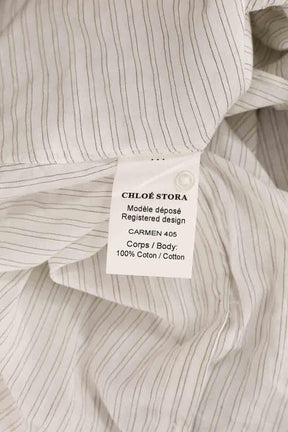 CHLOÉ STORA
Modèle déposé
Registered design
CARMEN 405
Corps / Body:
100% Coton / Cotton